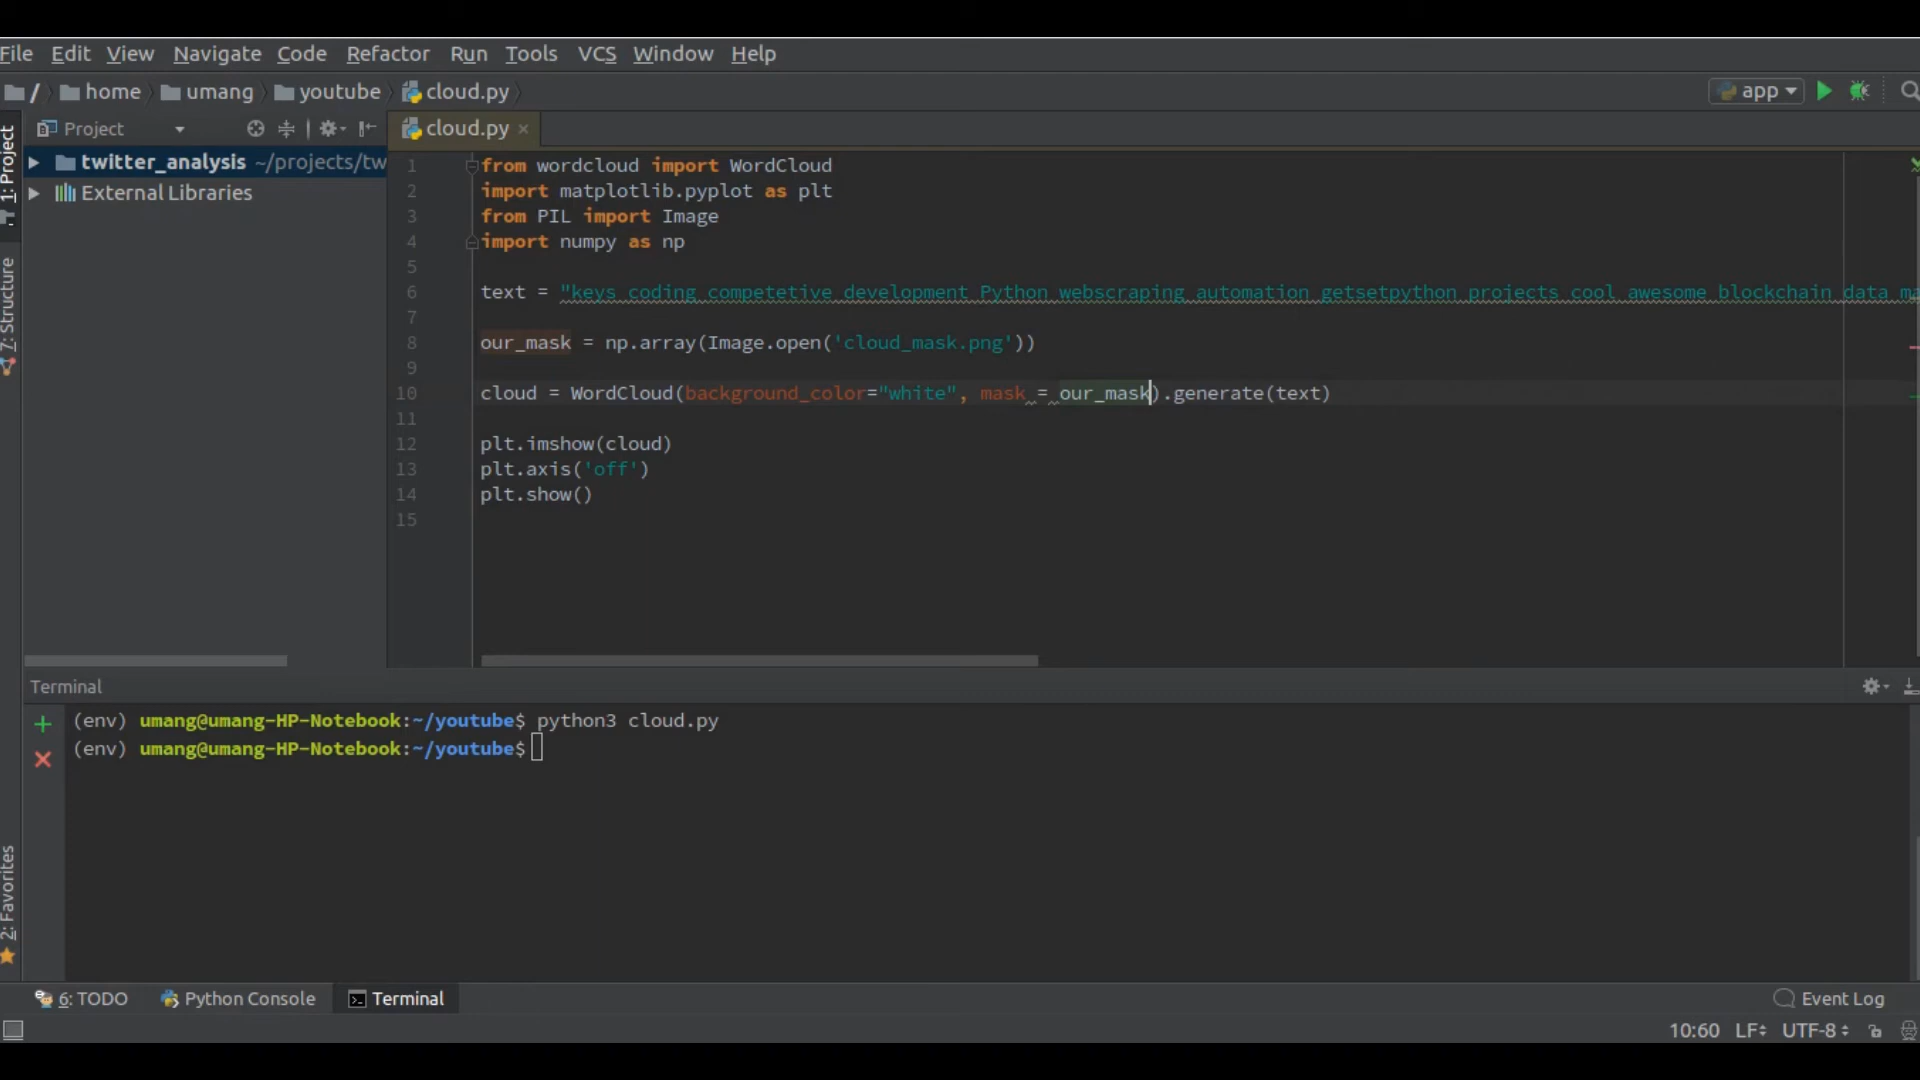 File Edit View Navigate Code Refactor Run Tools VCS Window Help
/ home umang youtube cloud.py app
Project cloud.py
1: Project
twitter_analysis ~/projects/tw
External Libraries
7: Structure
1 from wordcloud import WordCloud
2 import matplotlib.pyplot as plt
3 from PIL import Image
4 import numpy as np
5
6 text = "keys coding competetive development Python webscraping automation getsetpython projects cool awesome blockchain data ma
7
8 our_mask = np.array(Image.open('cloud_mask.png'))
9
10 cloud = WordCloud(background_color="white", mask = our_mask).generate(text)
11
12 plt.imshow(cloud)
13 plt.axis('off')
14 plt.show()
15
Terminal
(env) umang@umang-HP-Notebook:~/youtube$ python3 cloud.py
(env) umang@umang-HP-Notebook:~/youtube$
2: Favorites
6: TODO Python Console Terminal Event Log
10:60 LF UTF-8